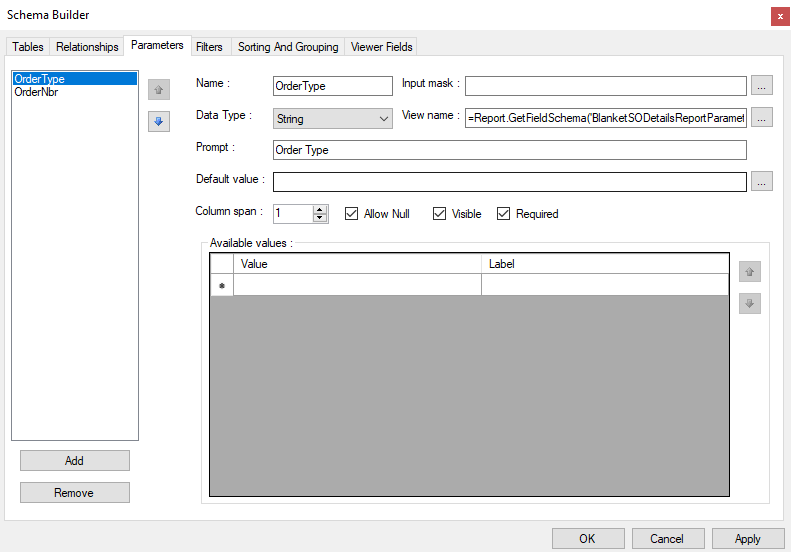 Schema Builder
x
Tables Relationships Parameters Filters Sorting And Grouping Viewer Fields
OrderType
OrderNbr
Name : OrderType Input mask : ...
Data Type : String View name : =Report.GetFieldSchema('BlanketSODetailsReportParamet ...
Prompt : Order Type
Default value : ...
Column span : 1 Allow Null Visible Required
Available values :
Value Label
Add
Remove
OK Cancel Apply